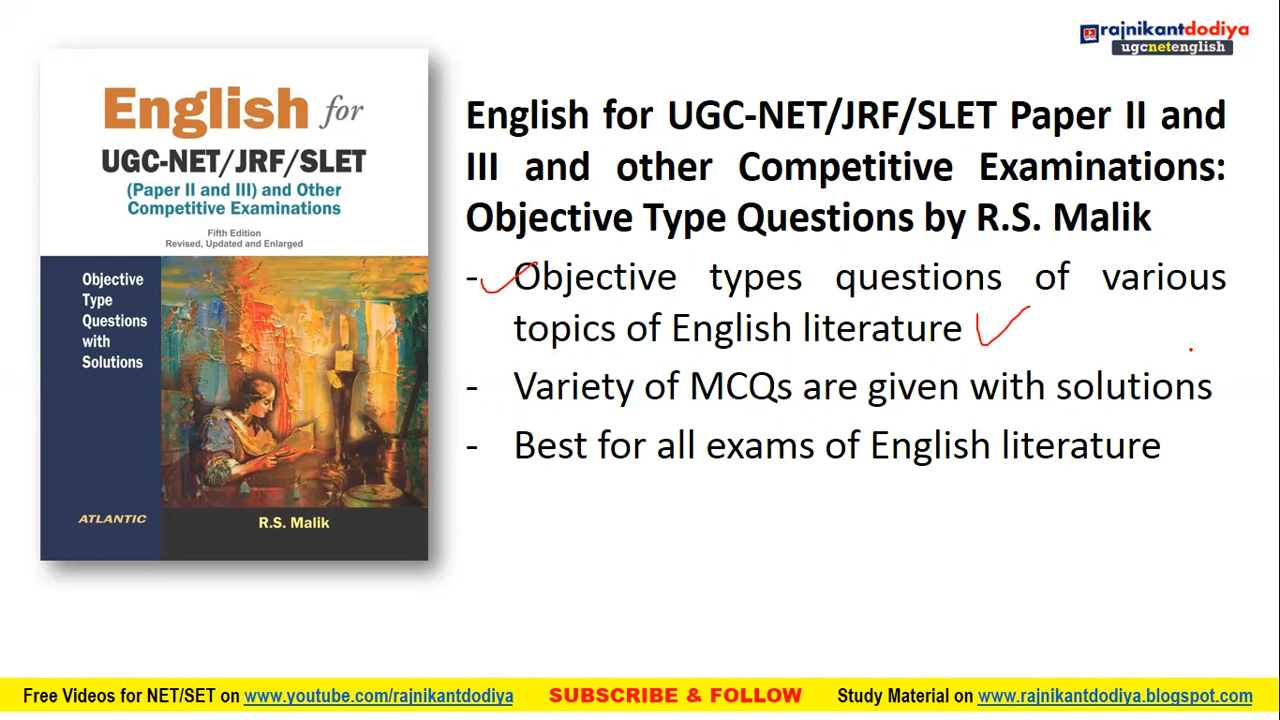 rajnikantdodiya
ugcnetenglish
English for
UGC-NET/JRF/SLET
(Paper II and III) and Other
Competitive Examinations
Fifth Edition
Revised, Updated and Enlarged
Objective
Type
Questions
with
Solutions
ATLANTIC
R.S. Malik
English for UGC-NET/JRF/SLET Paper II and
III and other Competitive Examinations:
Objective Type Questions by R.S. Malik
- Objective types questions of various
topics of English literature
- Variety of MCQs are given with solutions
- Best for all exams of English literature
Free Videos for NET/SET on www.youtube.com/rajnikantdodiya SUBSCRIBE & FOLLOW Study Material on www.rajnikantdodiya.blogspot.com